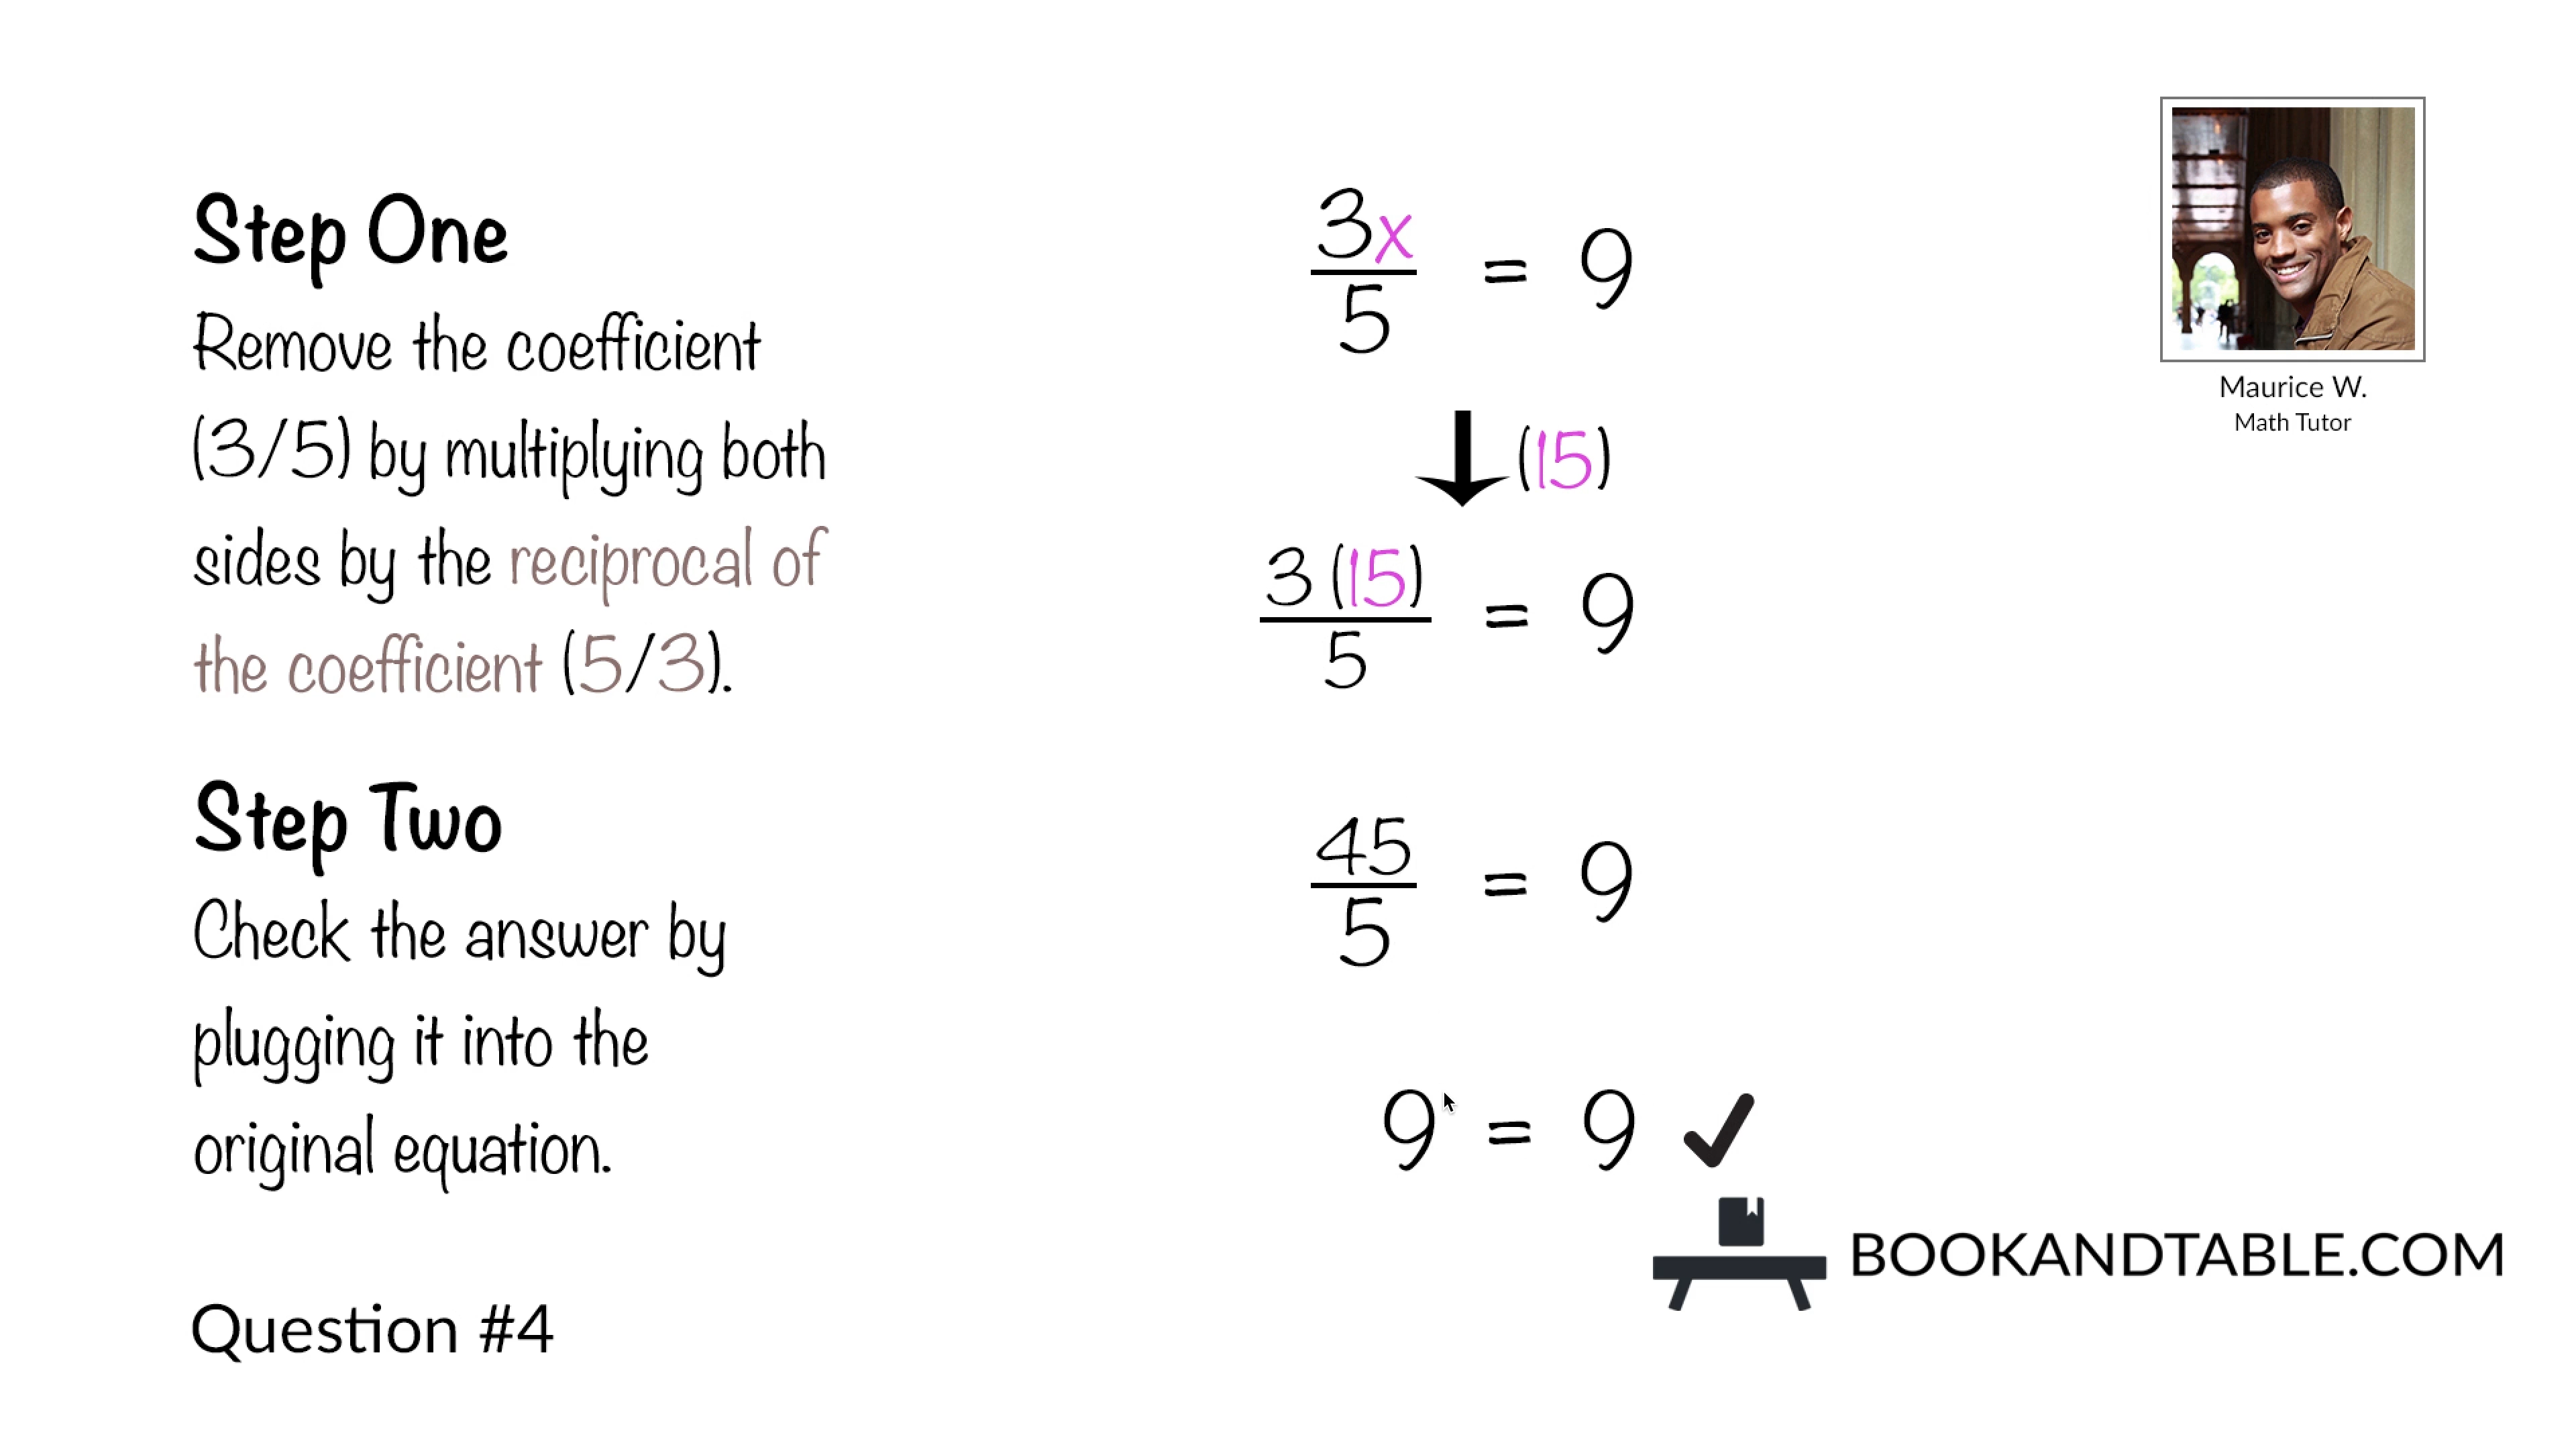 Step One
Remove the coefficient
(3/5) by multiplying both
sides by the reciprocal of
the coefficient (5/3).
Step Two
Check the answer by
plugging it into the
original equation.
Question #4
3x
5
= 9
(15)
3 (15)
5
= 9
45
5
= 9
9 = 9 ✓
Maurice W.
Math Tutor
BOOKANDTABLE.COM